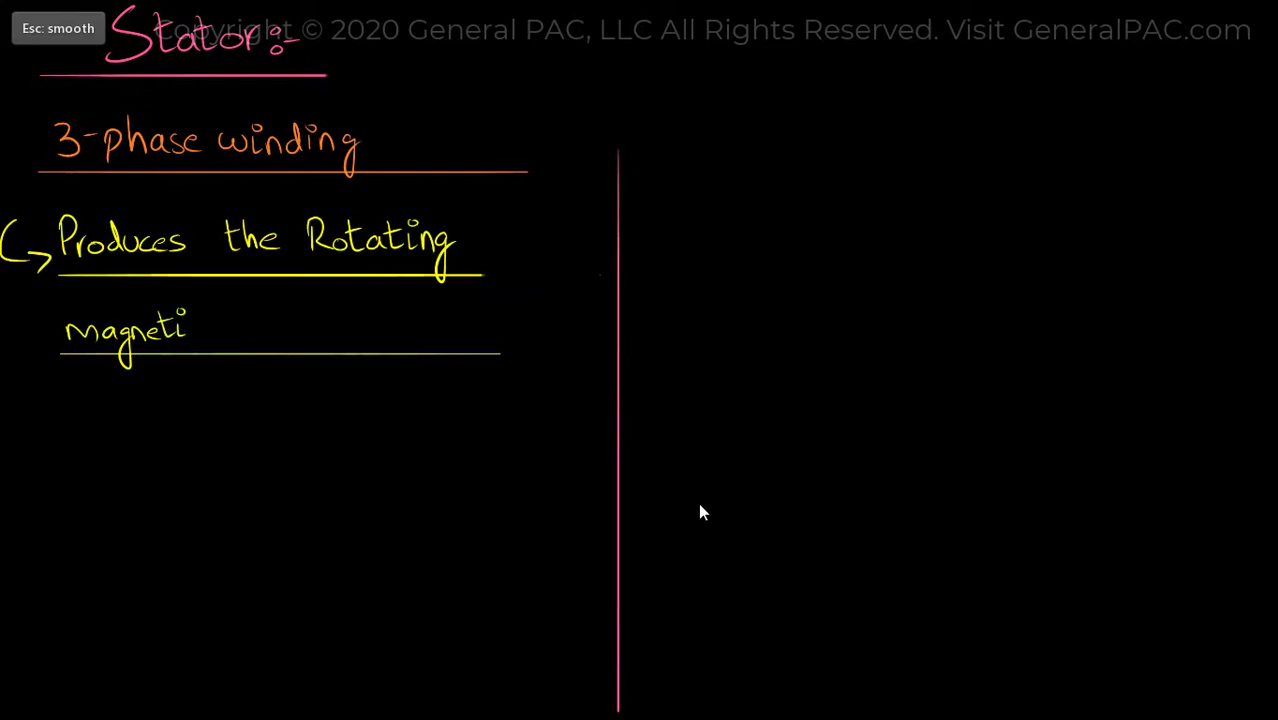 Esc: smooth
Copyright © 2020 General PAC, LLC All Rights Reserved. Visit GeneralPAC.com
Stator:-
3-phase winding
Produces the Rotating
magneti